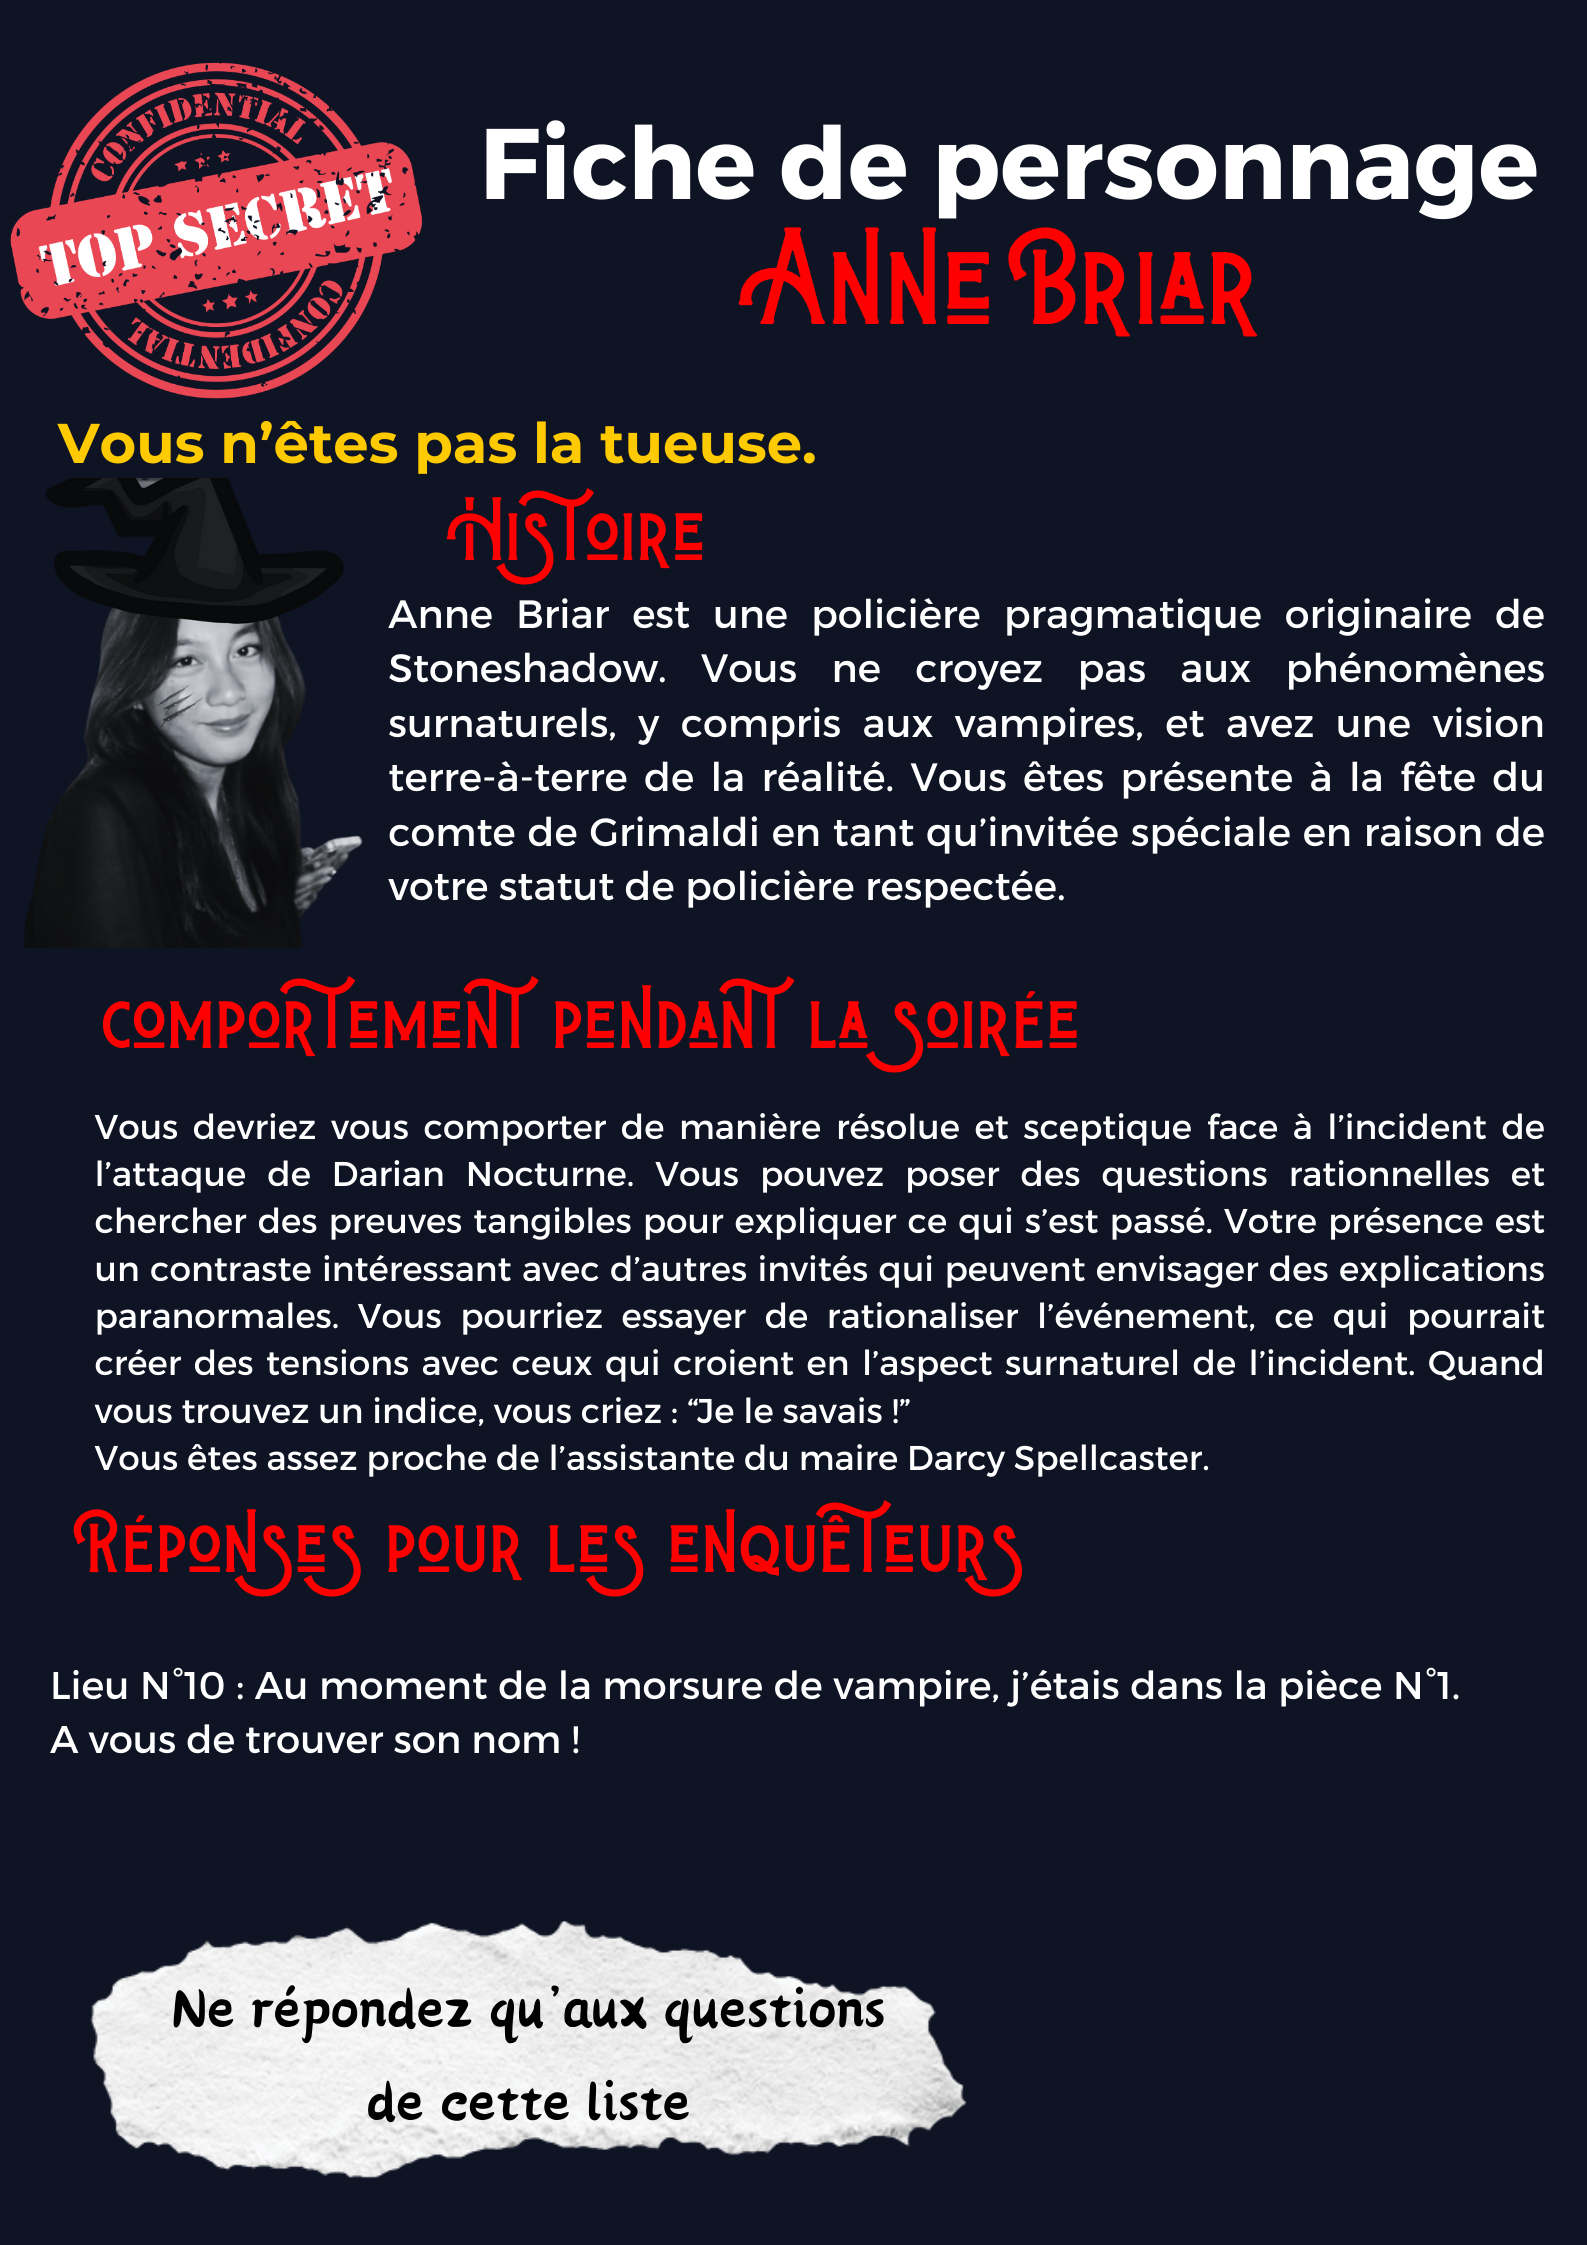 CONFIDENTIAL
TOP SECRET
CONFIDENTIAL
Fiche de personnage
Anne Briar
Vous n’êtes pas la tueuse.
Histoire
Anne Briar est une policière pragmatique originaire de
Stoneshadow. Vous ne croyez pas aux phénomènes
surnaturels, y compris aux vampires, et avez une vision
terre-à-terre de la réalité. Vous êtes présente à la fête du
comte de Grimaldi en tant qu’invitée spéciale en raison de
votre statut de policière respectée.
comportement pendant la soirée
Vous devriez vous comporter de manière résolue et sceptique face à l’incident de
l’attaque de Darian Nocturne. Vous pouvez poser des questions rationnelles et
chercher des preuves tangibles pour expliquer ce qui s’est passé. Votre présence est
un contraste intéressant avec d’autres invités qui peuvent envisager des explications
paranormales. Vous pourriez essayer de rationaliser l’événement, ce qui pourrait
créer des tensions avec ceux qui croient en l’aspect surnaturel de l’incident. Quand
vous trouvez un indice, vous criez : “Je le savais !”
Vous êtes assez proche de l’assistante du maire Darcy Spellcaster.
Réponses pour les enquêteurs
Lieu N°10 : Au moment de la morsure de vampire, j’étais dans la pièce N°1.
A vous de trouver son nom !
Ne répondez qu’aux questions
de cette liste